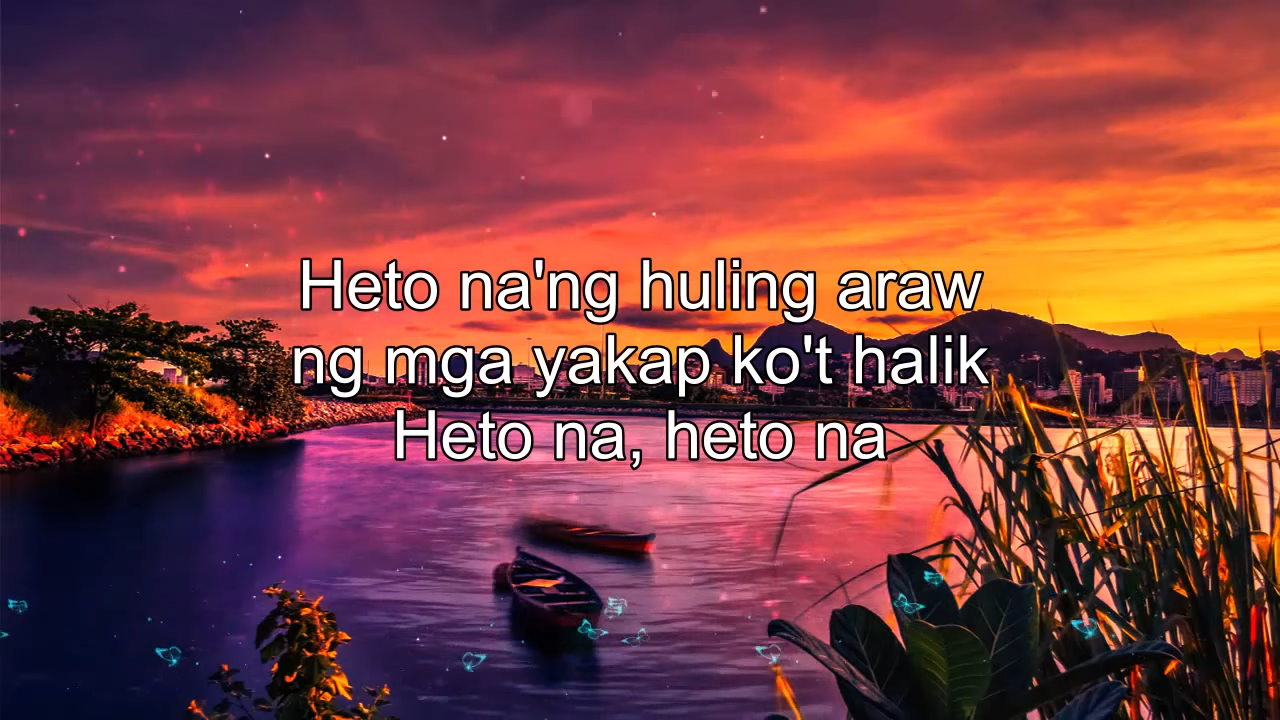 Heto na'ng huling araw
ng mga yakap ko't halik
Heto na, heto na